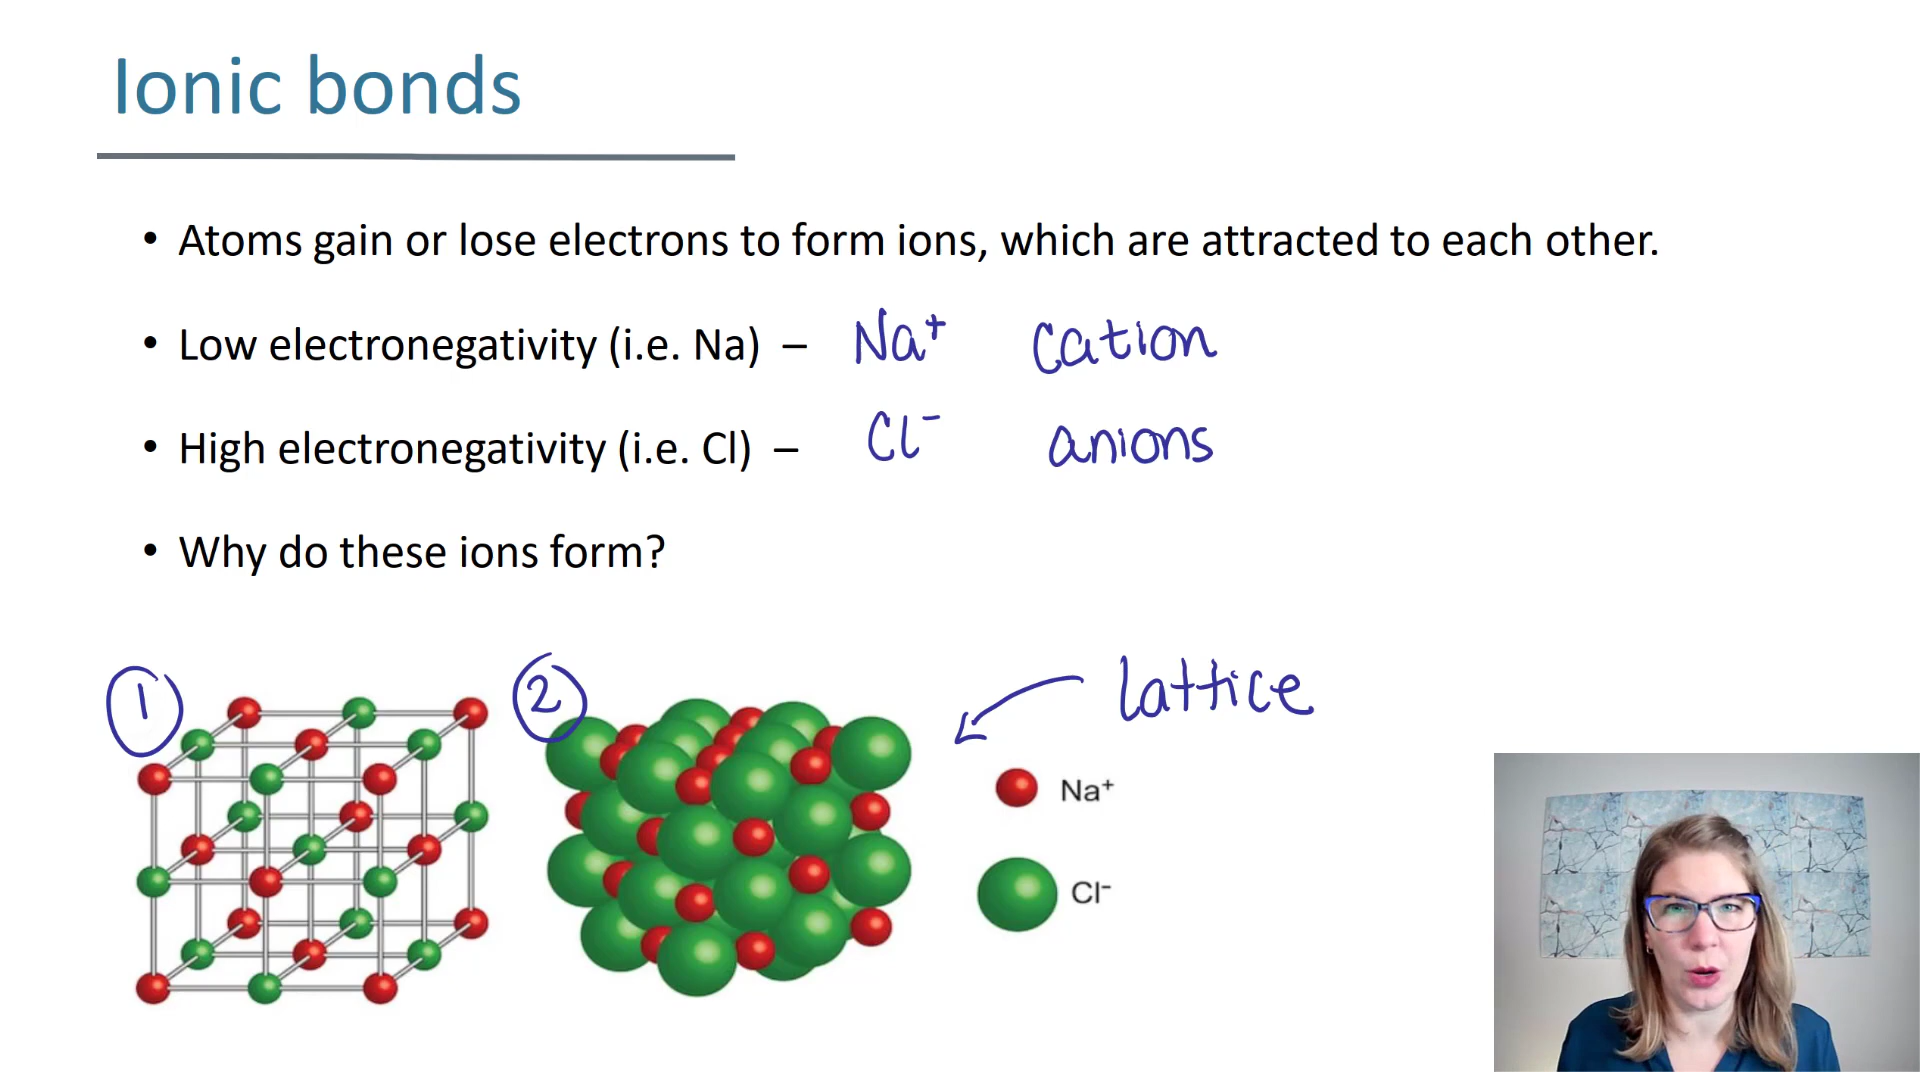 Ionic bonds
• Atoms gain or lose electrons to form ions, which are attracted to each other.
• Low electronegativity (i.e. Na) – Na⁺ cation
• High electronegativity (i.e. Cl) – Cl⁻ anions
• Why do these ions form?
1
2
lattice
Na⁺
Cl⁻